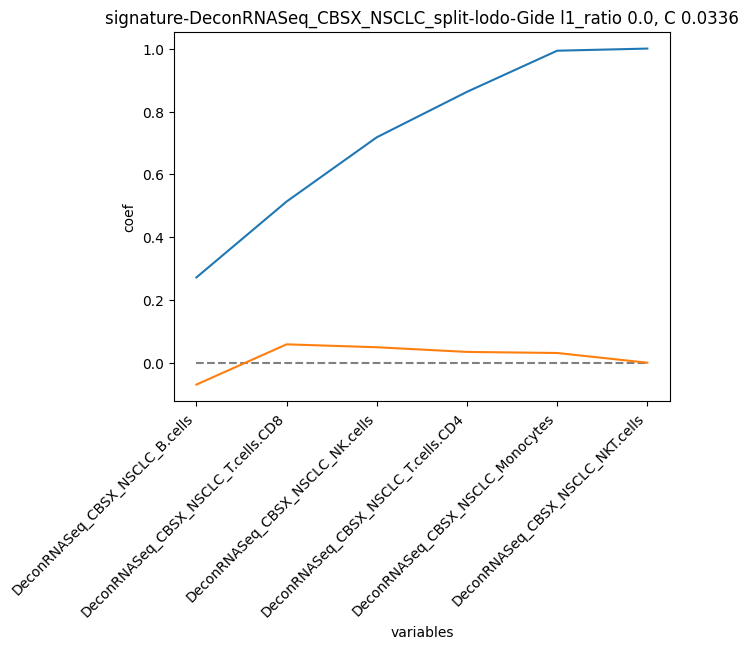 signature-DeconRNASeq_CBSX_NSCLC_split-lodo-Gide l1_ratio 0.0, C 0.0336
1.0
0.8
0.6
0.4
0.2
0.0
coef
DeconRNASeq_CBSX_NSCLC_B.cells
DeconRNASeq_CBSX_NSCLC_T.cells.CD8
DeconRNASeq_CBSX_NSCLC_NK.cells
DeconRNASeq_CBSX_NSCLC_T.cells.CD4
DeconRNASeq_CBSX_NSCLC_Monocytes
DeconRNASeq_CBSX_NSCLC_NKT.cells
variables